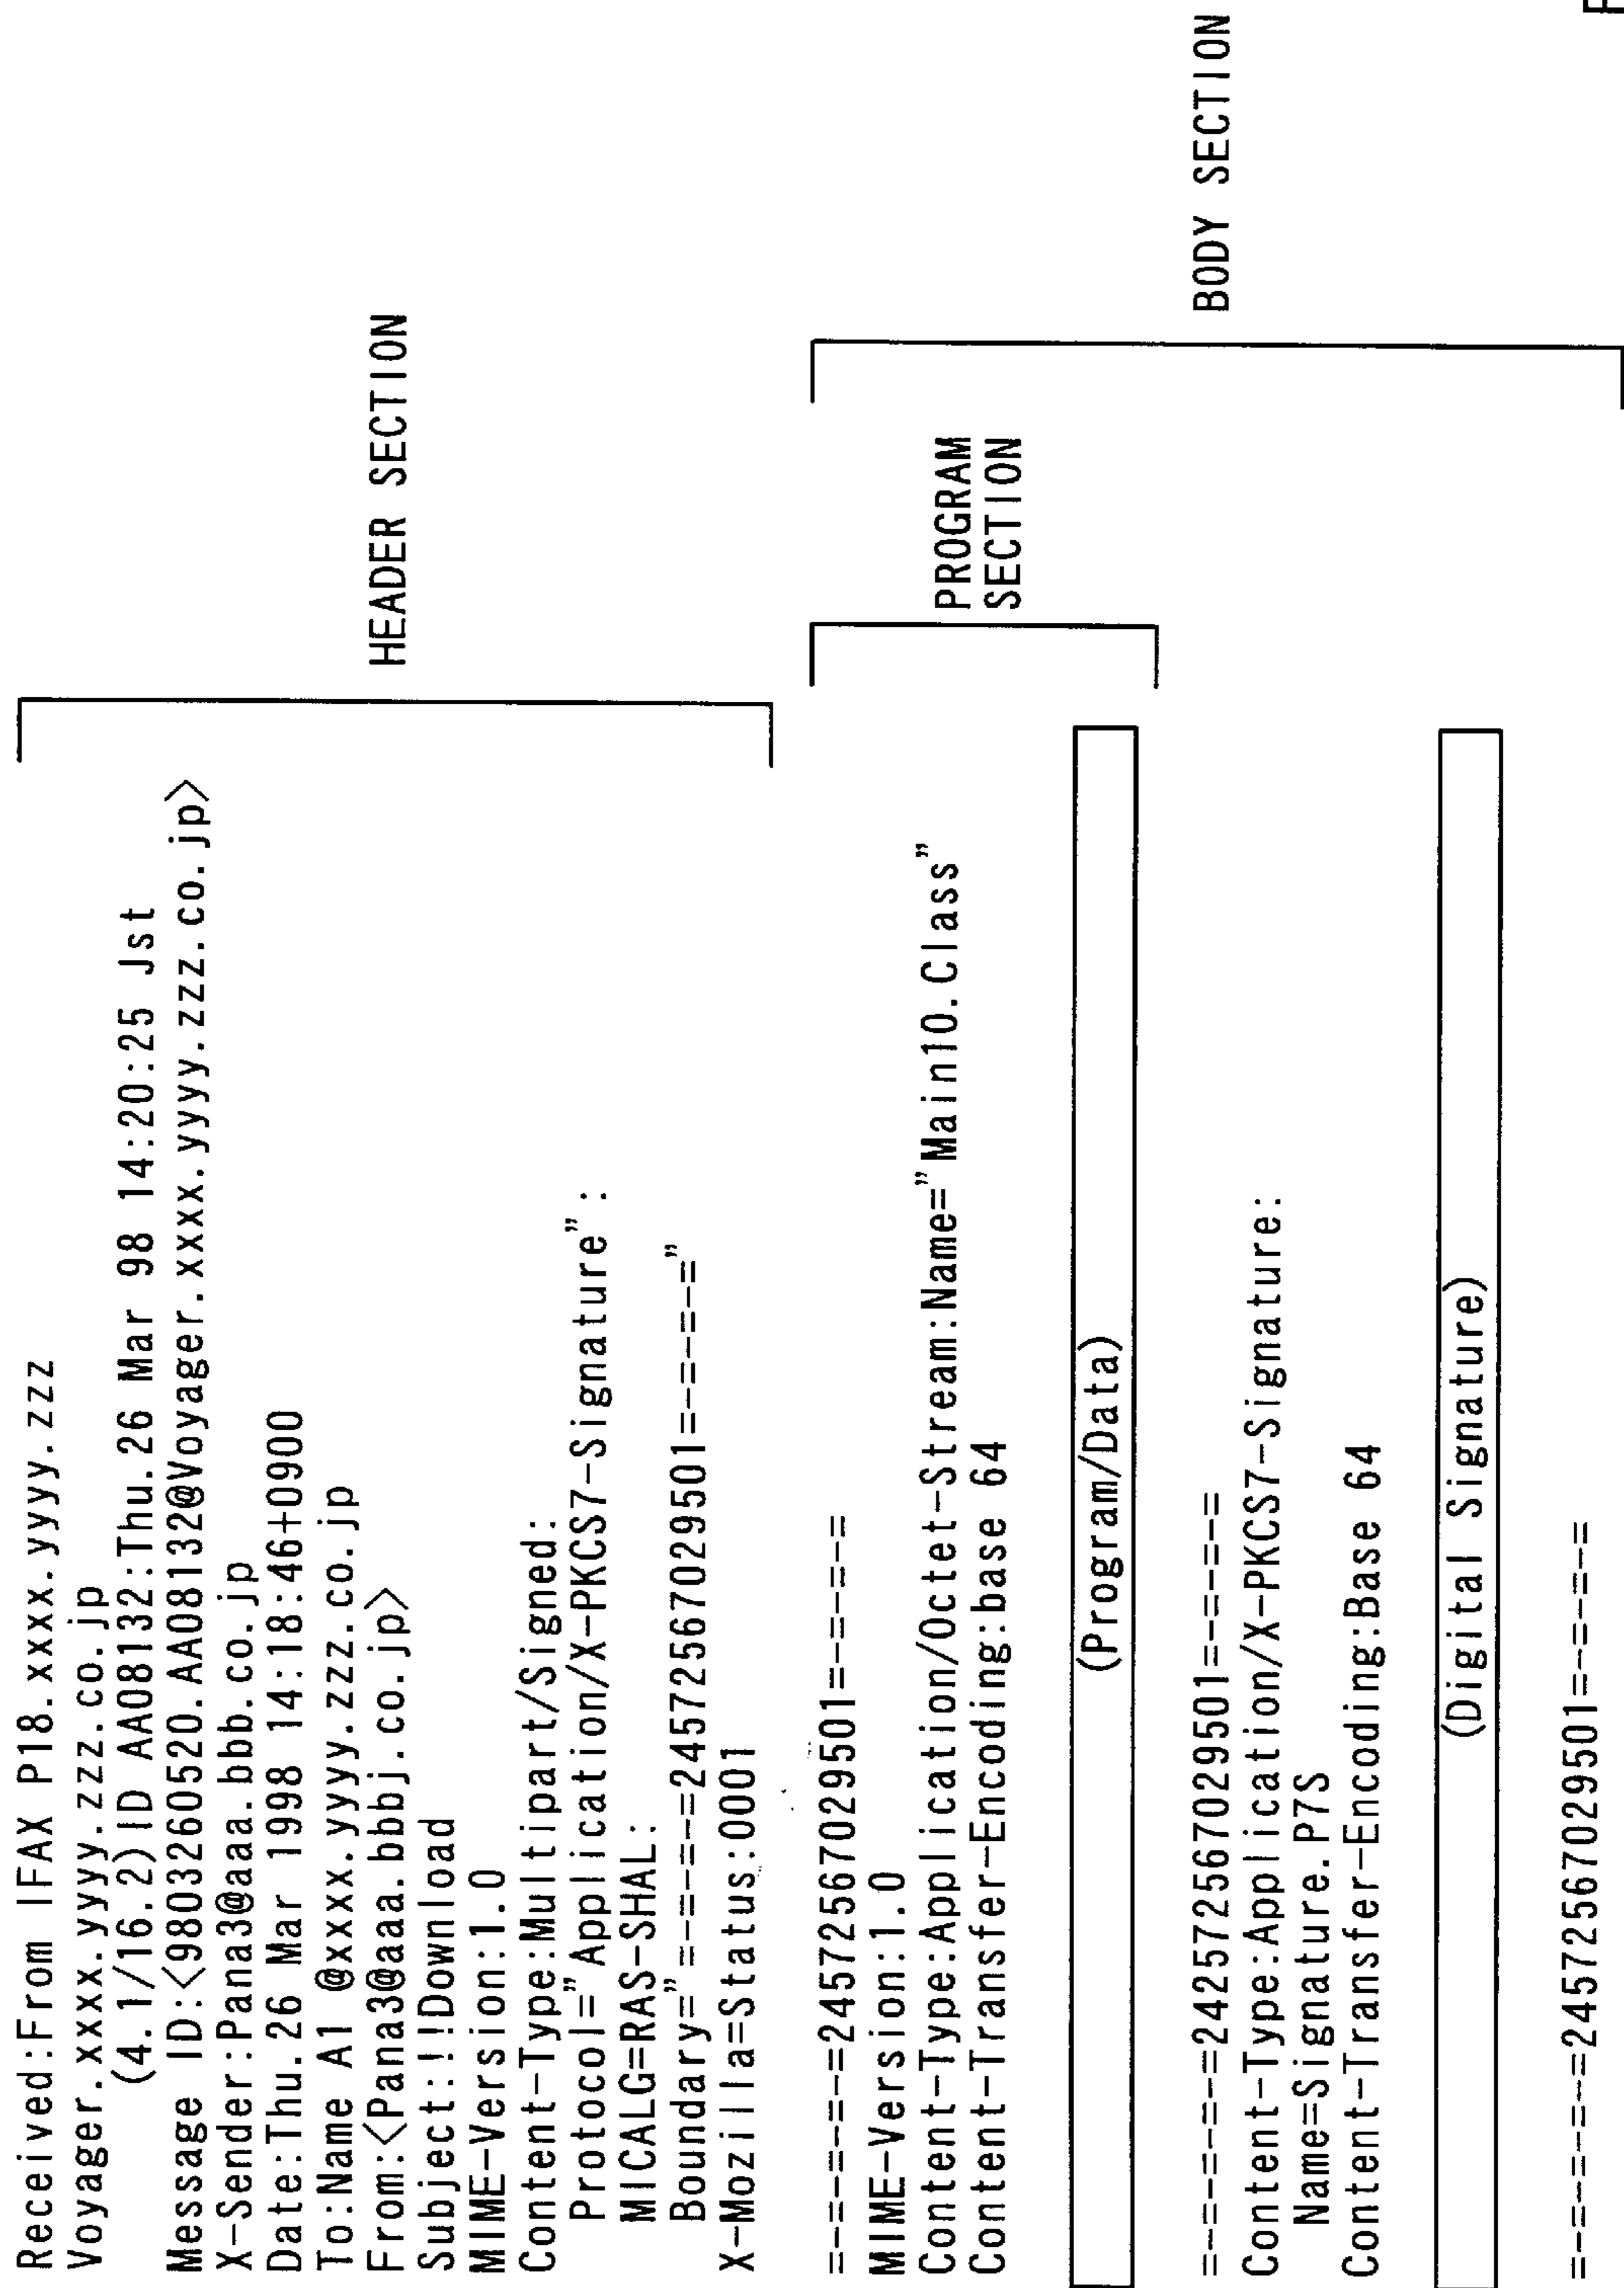 Received:From IFAX P18.xxxx.yyyy.zzz
Voyager.xxxx.yyyy.zzz.co.jp
(4.1/16.2)ID AA08132:Thu.26 Mar 98 14:20:25 Jst
Message ID:<9803260520.AA08132@Voyager.xxxx.yyyy.zzz.co.jp>
X-Sender:Pana3@aaa.bbb.co.jp
Date:Thu.26 Mar 1998 14:18:46+0900
To:Name A1 @xxxx.yyyy.zzz.co.jp
From:<Pana3@aaa.bbbj.co.jp>
Subject:!!Download
MIME-Version:1.0
Content-Type:Multipart/Signed:
Protocol="Application/X-PKCS7-Signature":
MICALG=RAS-SHAL:
Boundary="=--=--=--=24572567029501=--=--=--="
X-Mozilla=Status:0001
HEADER SECTION
=--=--=--=24572567029501=--=--=--=
MIME-Version:1.0
Content-Type:Application/Octet-Stream:Name="Main10.Class"
Content-Transfer-Encoding:base 64
(Program/Data)
PROGRAM
SECTION
=--=--=--=242572567029501=--=--=--=
Content-Type:Application/X-PKCS7-Signature:
Name=Signature.P7S
Content-Transfer-Encoding:Base 64
(Digital Signature)
=--=--=--=--=24572567029501=--=--=--=
BODY SECTION